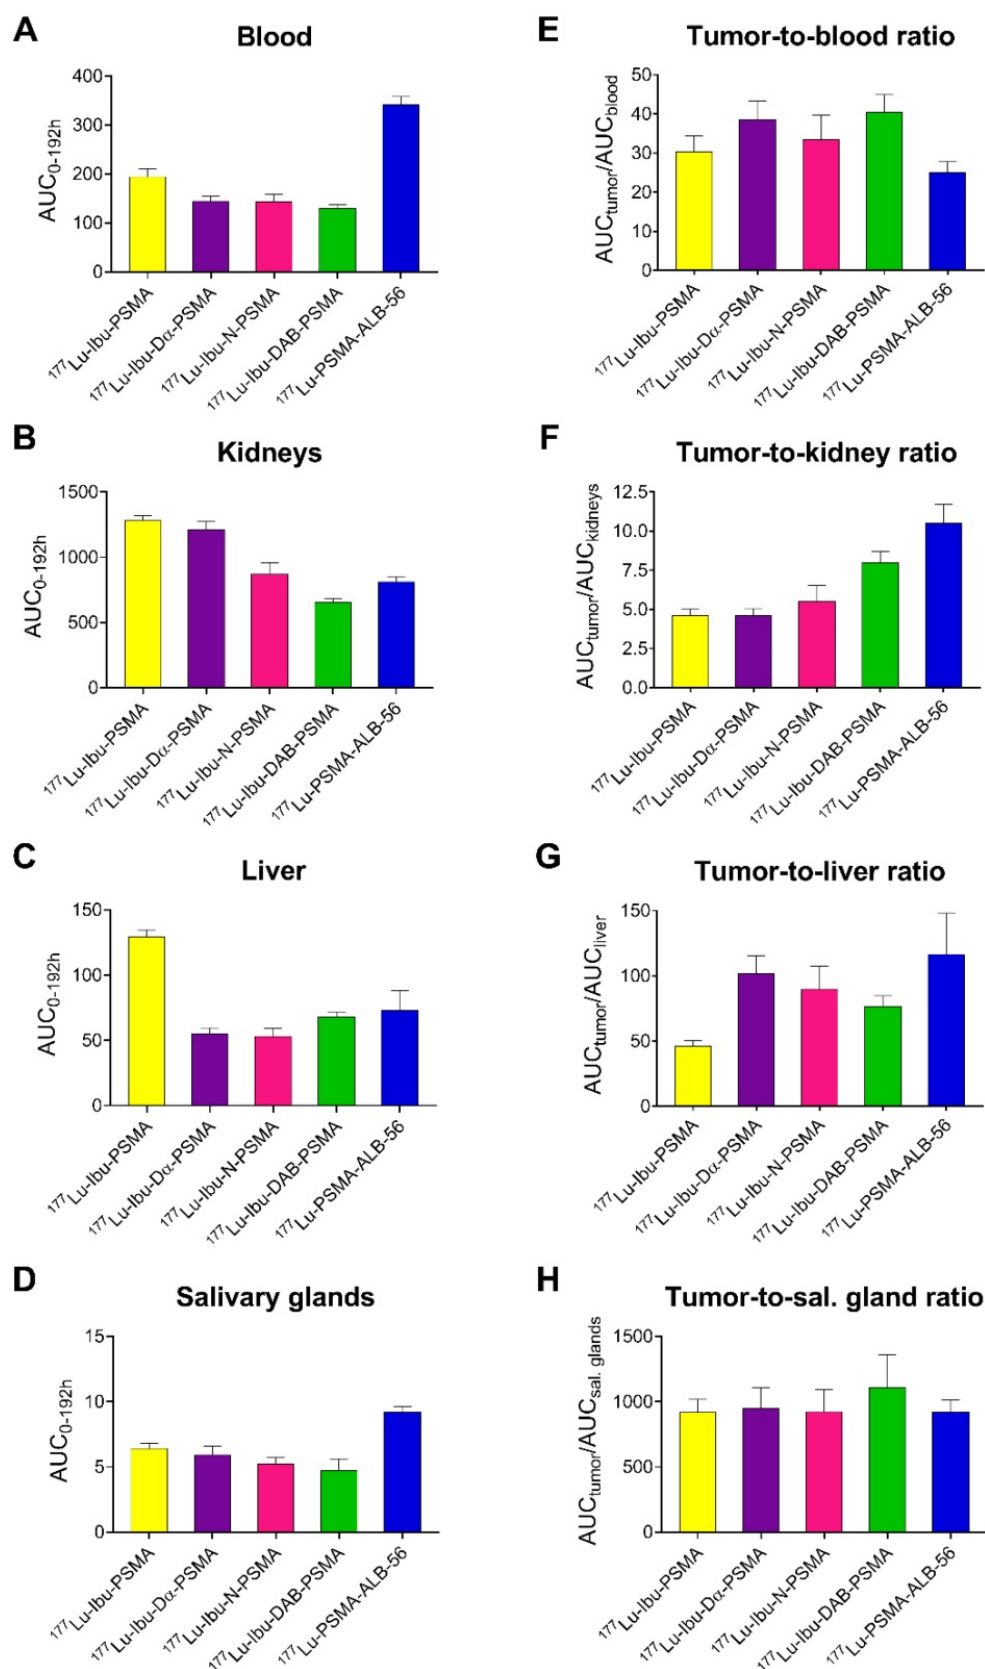 A
Blood
400
300
200
100
0
AUC0-192h
177Lu-Ibu-PSMA
177Lu-Ibu-Dα-PSMA
177Lu-Ibu-N-PSMA
177Lu-Ibu-DAB-PSMA
177Lu-PSMA-ALB-56
E
Tumor-to-blood ratio
50
40
30
20
10
0
AUCtumor/AUCblood
177Lu-Ibu-PSMA
177Lu-Ibu-Dα-PSMA
177Lu-Ibu-N-PSMA
177Lu-Ibu-DAB-PSMA
177Lu-PSMA-ALB-56
B
Kidneys
1500
1000
500
0
AUC0-192h
177Lu-Ibu-PSMA
177Lu-Ibu-Dα-PSMA
177Lu-Ibu-N-PSMA
177Lu-Ibu-DAB-PSMA
177Lu-PSMA-ALB-56
F
Tumor-to-kidney ratio
12.5
10.0
7.5
5.0
2.5
0.0
AUCtumor/AUCkidneys
177Lu-Ibu-PSMA
177Lu-Ibu-Dα-PSMA
177Lu-Ibu-N-PSMA
177Lu-Ibu-DAB-PSMA
177Lu-PSMA-ALB-56
C
Liver
150
100
50
0
AUC0-192h
177Lu-Ibu-PSMA
177Lu-Ibu-Dα-PSMA
177Lu-Ibu-N-PSMA
177Lu-Ibu-DAB-PSMA
177Lu-PSMA-ALB-56
G
Tumor-to-liver ratio
150
100
50
0
AUCtumor/AUCliver
177Lu-Ibu-PSMA
177Lu-Ibu-Dα-PSMA
177Lu-Ibu-N-PSMA
177Lu-Ibu-DAB-PSMA
177Lu-PSMA-ALB-56
D
Salivary glands
15
10
5
0
AUC0-192h
177Lu-Ibu-PSMA
177Lu-Ibu-Dα-PSMA
177Lu-Ibu-N-PSMA
177Lu-Ibu-DAB-PSMA
177Lu-PSMA-ALB-56
H
Tumor-to-sal. gland ratio
1500
1000
500
0
AUCtumor/AUCsal. glands
177Lu-Ibu-PSMA
177Lu-Ibu-Dα-PSMA
177Lu-Ibu-N-PSMA
177Lu-Ibu-DAB-PSMA
177Lu-PSMA-ALB-56